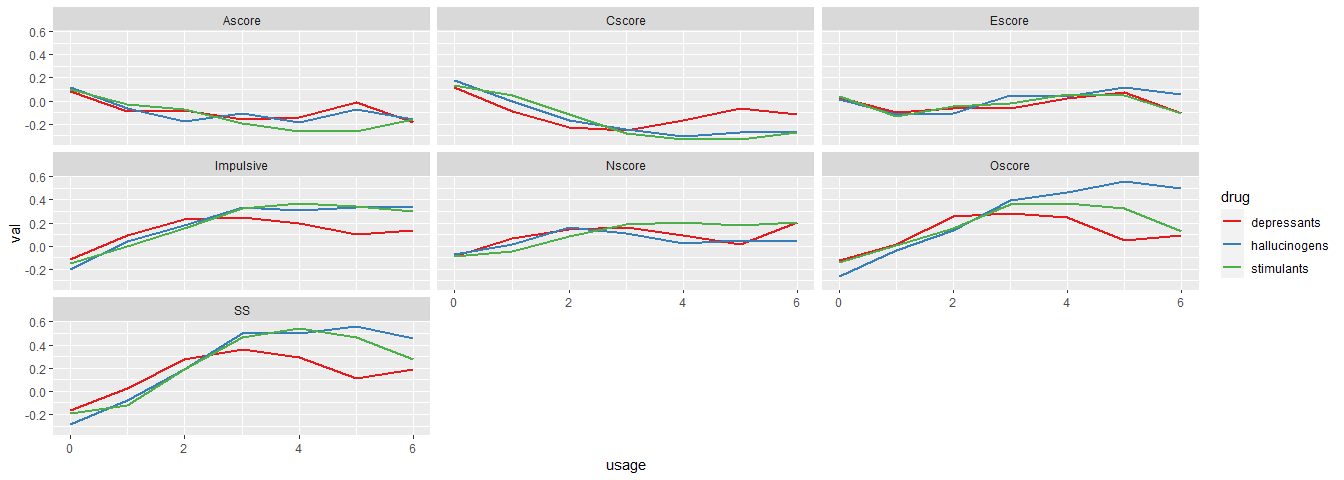 Ascore Cscore Escore
0.6
0.4
0.2
0.0
-0.2
Impulsive Nscore Oscore
0.6
0.4
0.2
0.0
-0.2
0 2 4 6 0 2 4 6
SS
0.6
0.4
0.2
0.0
-0.2
0 2 4 6
val
usage
drug
depressants
hallucinogens
stimulants